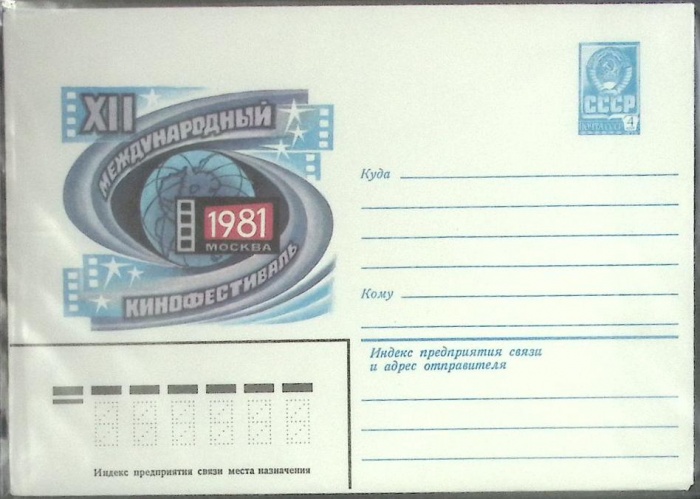 XII
МЕЖДУНАРОДНЫЙ
1981
МОСКВА
КИНОФЕСТИВАЛЬ
СССР
4
Куда
Кому
Индекс предприятия связи
и адрес отправителя
Индекс предприятия связи места назначения